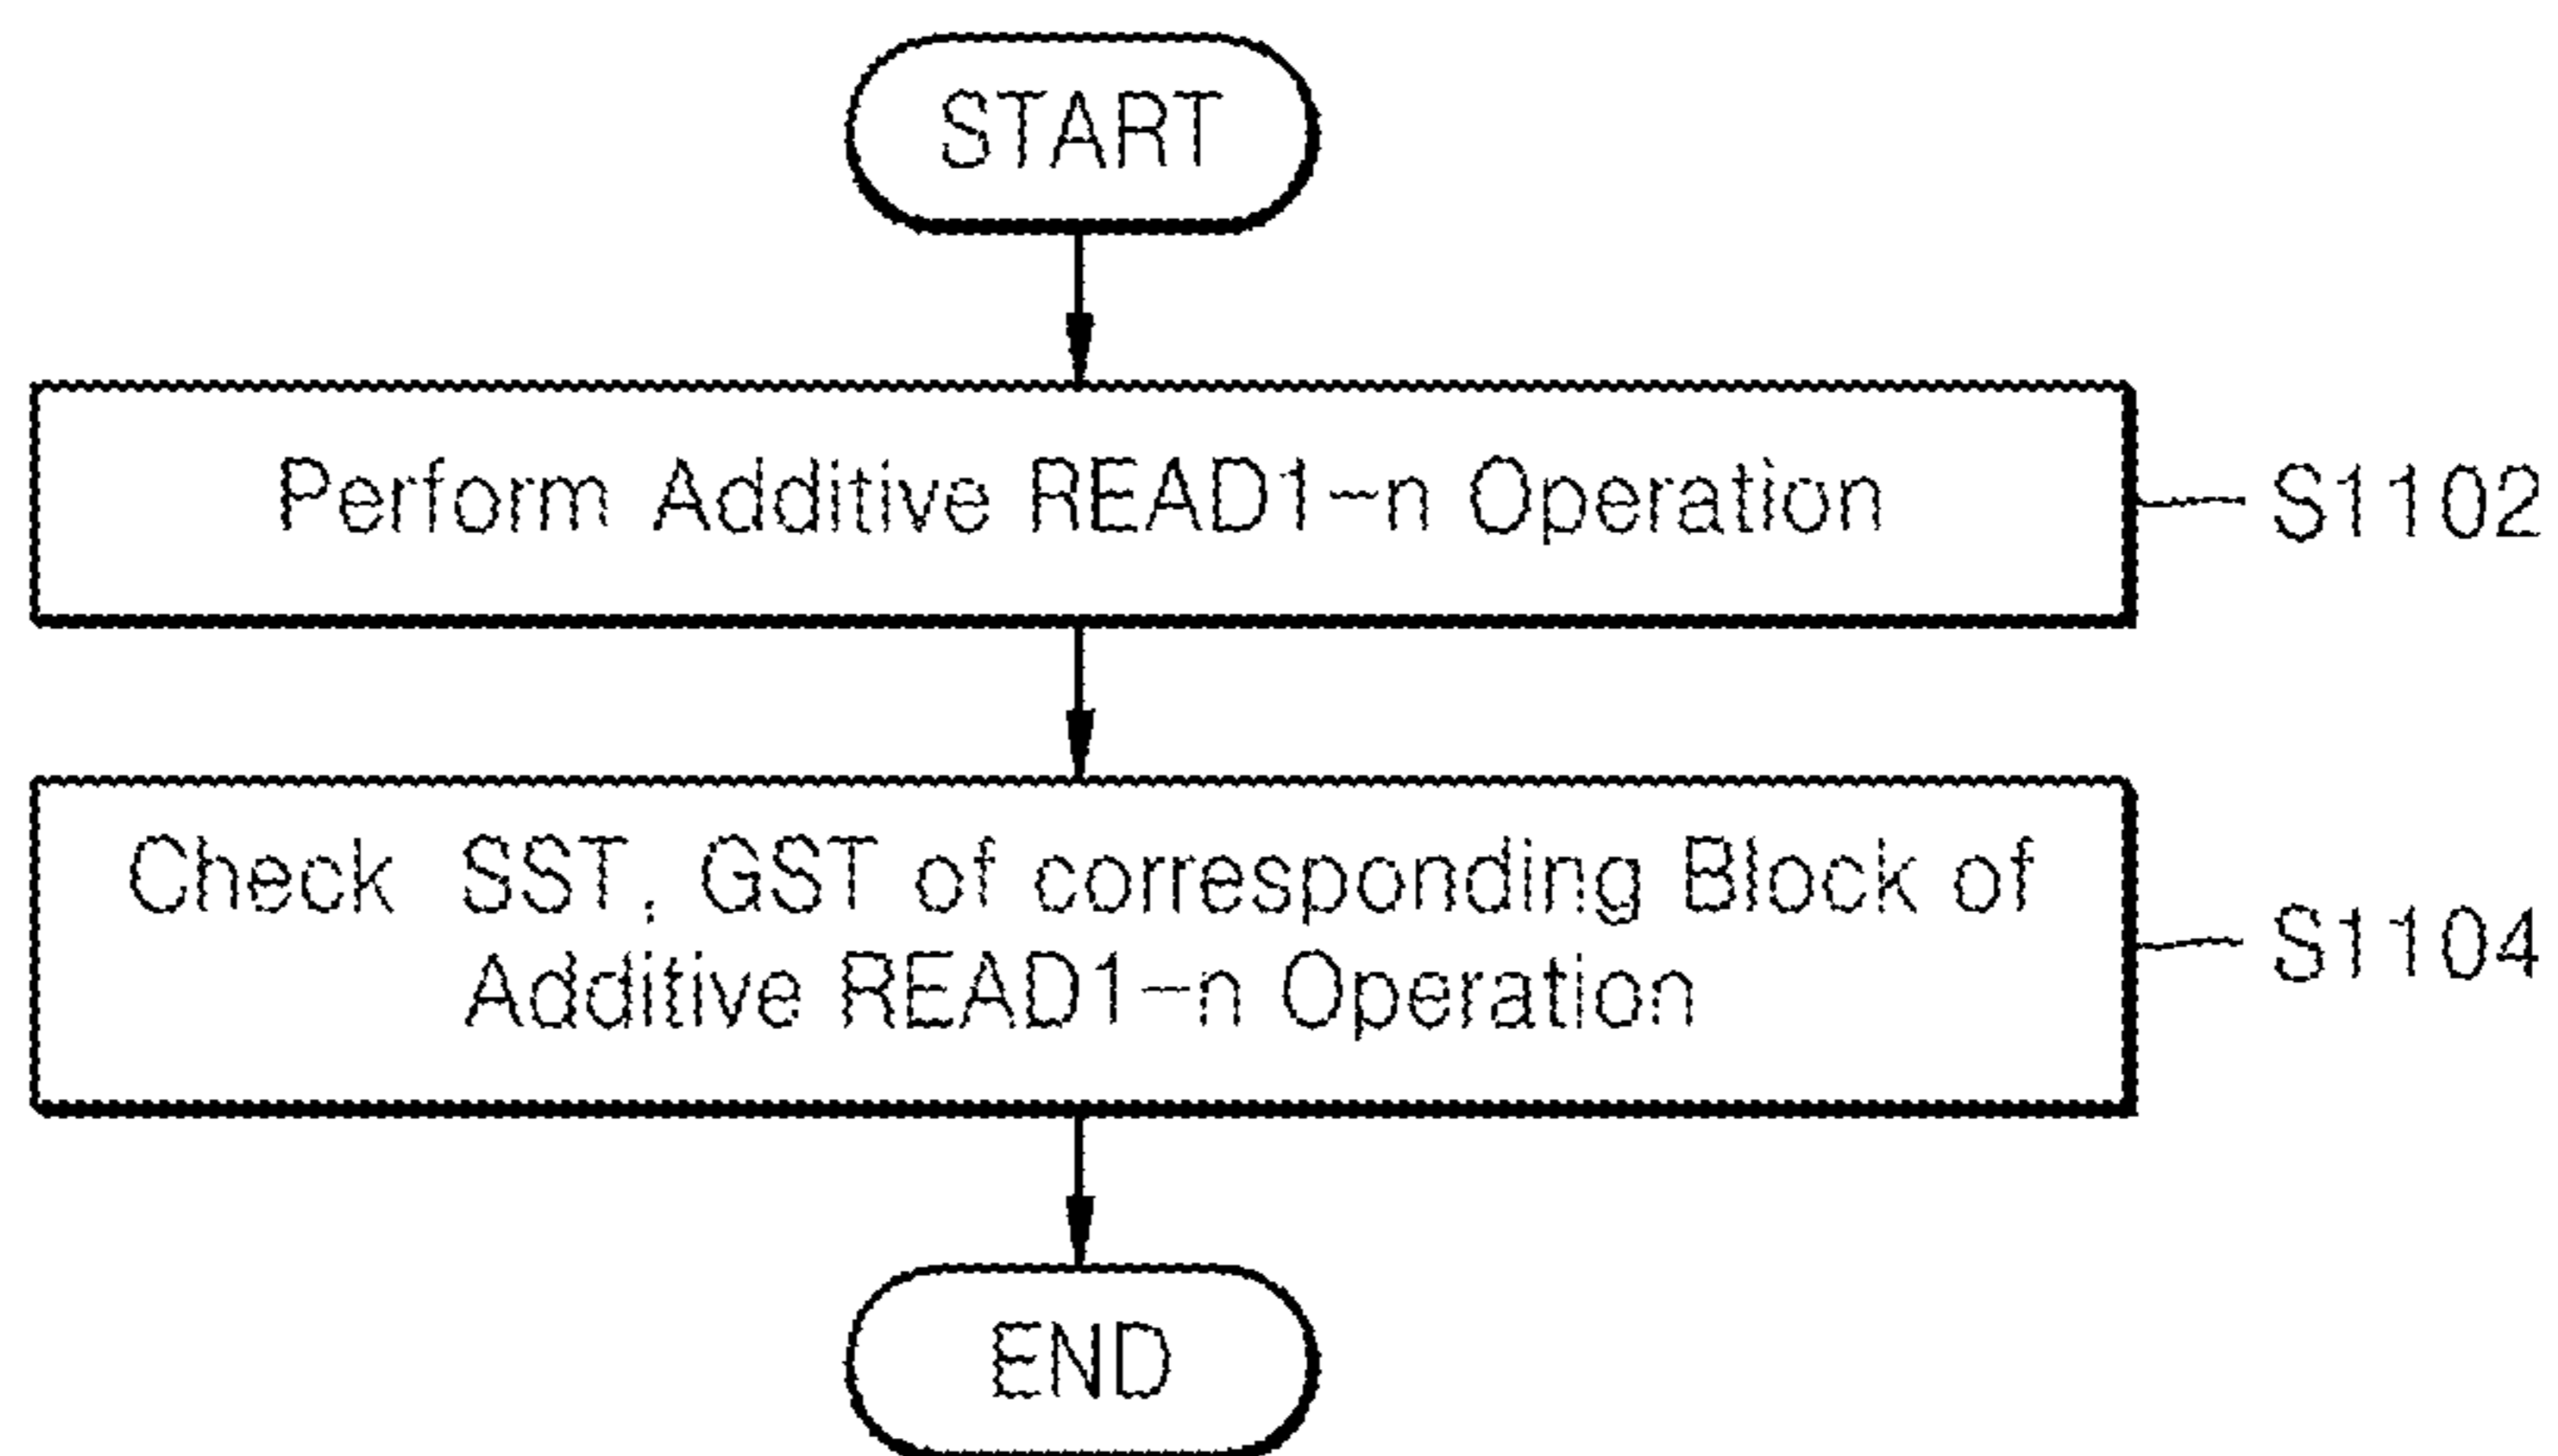 START
Perform Additive READ1-n Operation
S1102
Check SST, GST of corresponding Block of
Additive READ1-n Operation
S1104
END